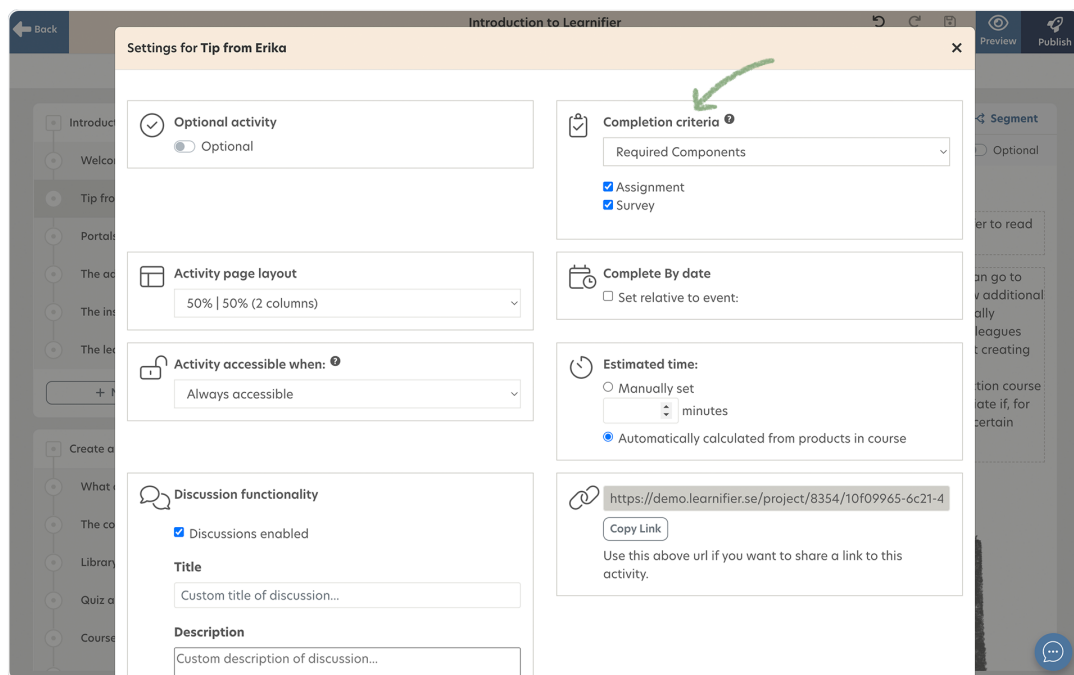 Back
Introduction to Learnifier
Preview
Publish
Settings for Tip from Erika
Optional activity
Optional
Completion criteria
Required Components
Assignment
Survey
Activity page layout
50% | 50% (2 columns)
Complete By date
Set relative to event:
Activity accessible when:
Always accessible
Estimated time:
Manually set
minutes
Automatically calculated from products in course
Discussion functionality
Discussions enabled
Title
Custom title of discussion...
Description
Custom description of discussion...
https://demo.learnifier.se/project/8354/10f09965-6c21-4
Copy Link
Use this above url if you want to share a link to this
activity.
Introduct
Welco
Tip fro
Portals
The ad
The ins
The lea
Create a
What
The co
Library
Quiz a
Course
Segment
Optional
er to read
an go to
additional
ally
leagues
t creating
tion course
iate if, for
certain